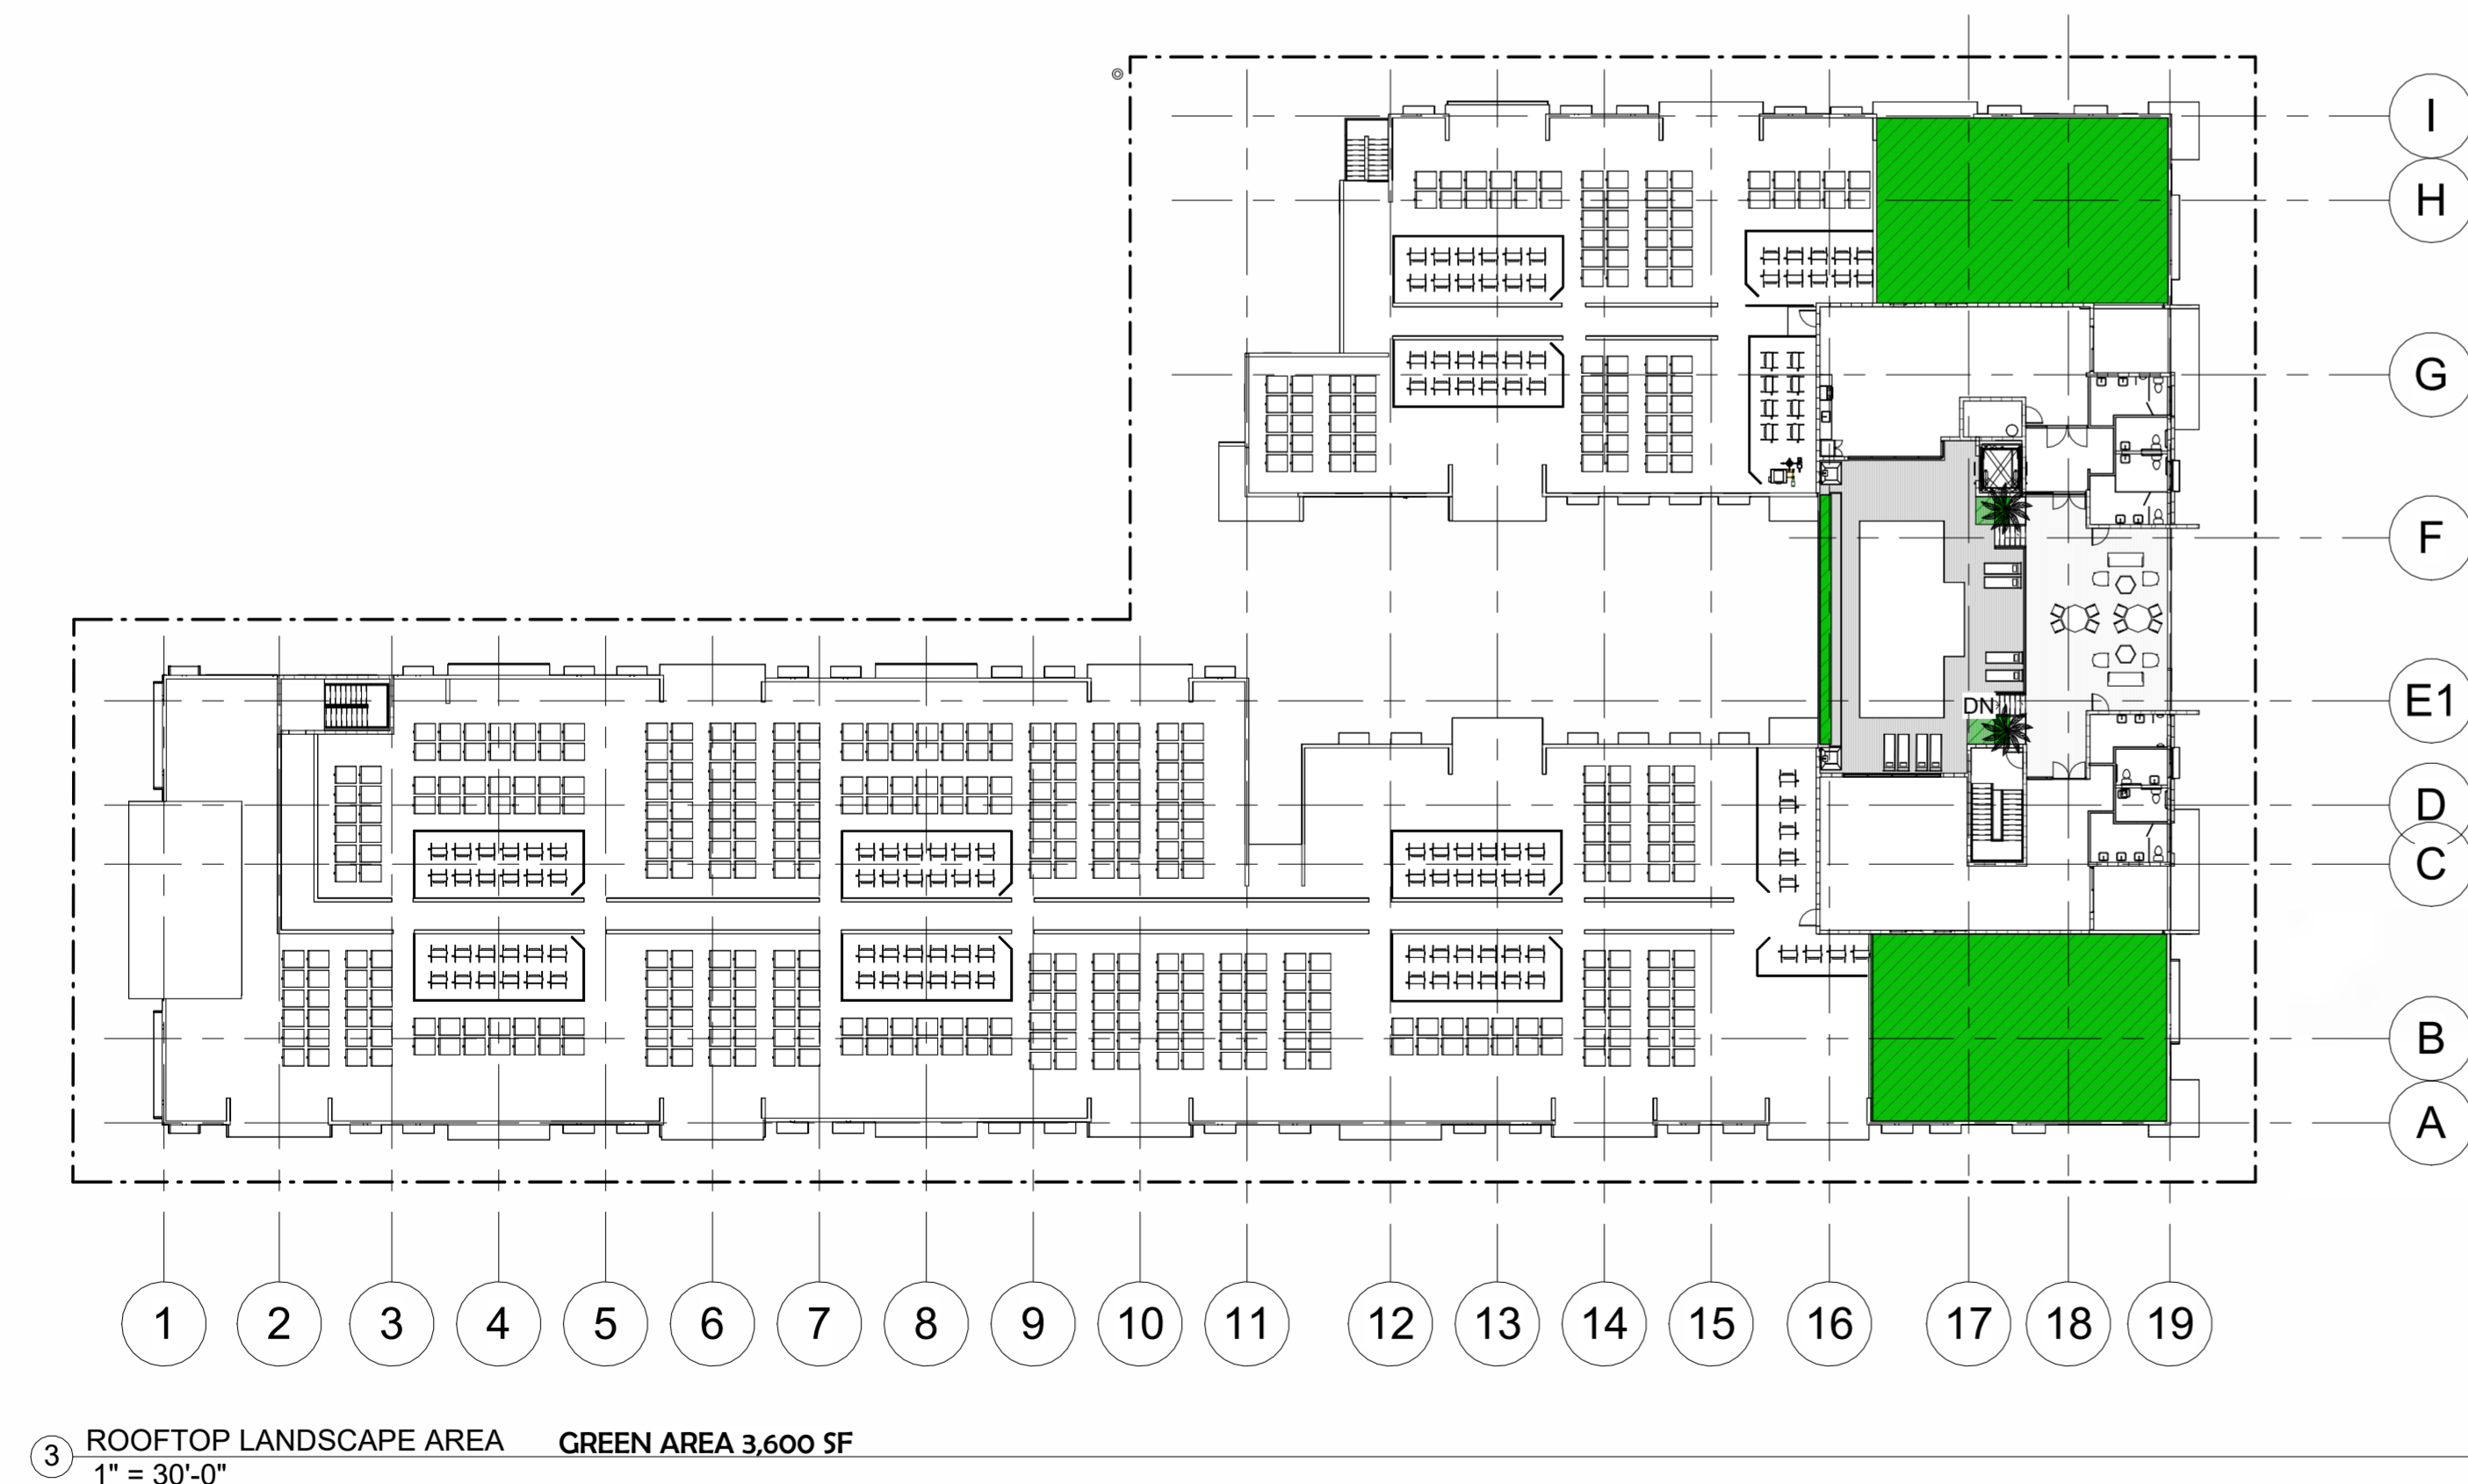 I
H
G
F
E1
DN
D
C
B
A
1 2 3 4 5 6 7 8 9 10 11 12 13 14 15 16 17 18 19
3 ROOFTOP LANDSCAPE AREA GREEN AREA 3,600 SF
1" = 30'-0"